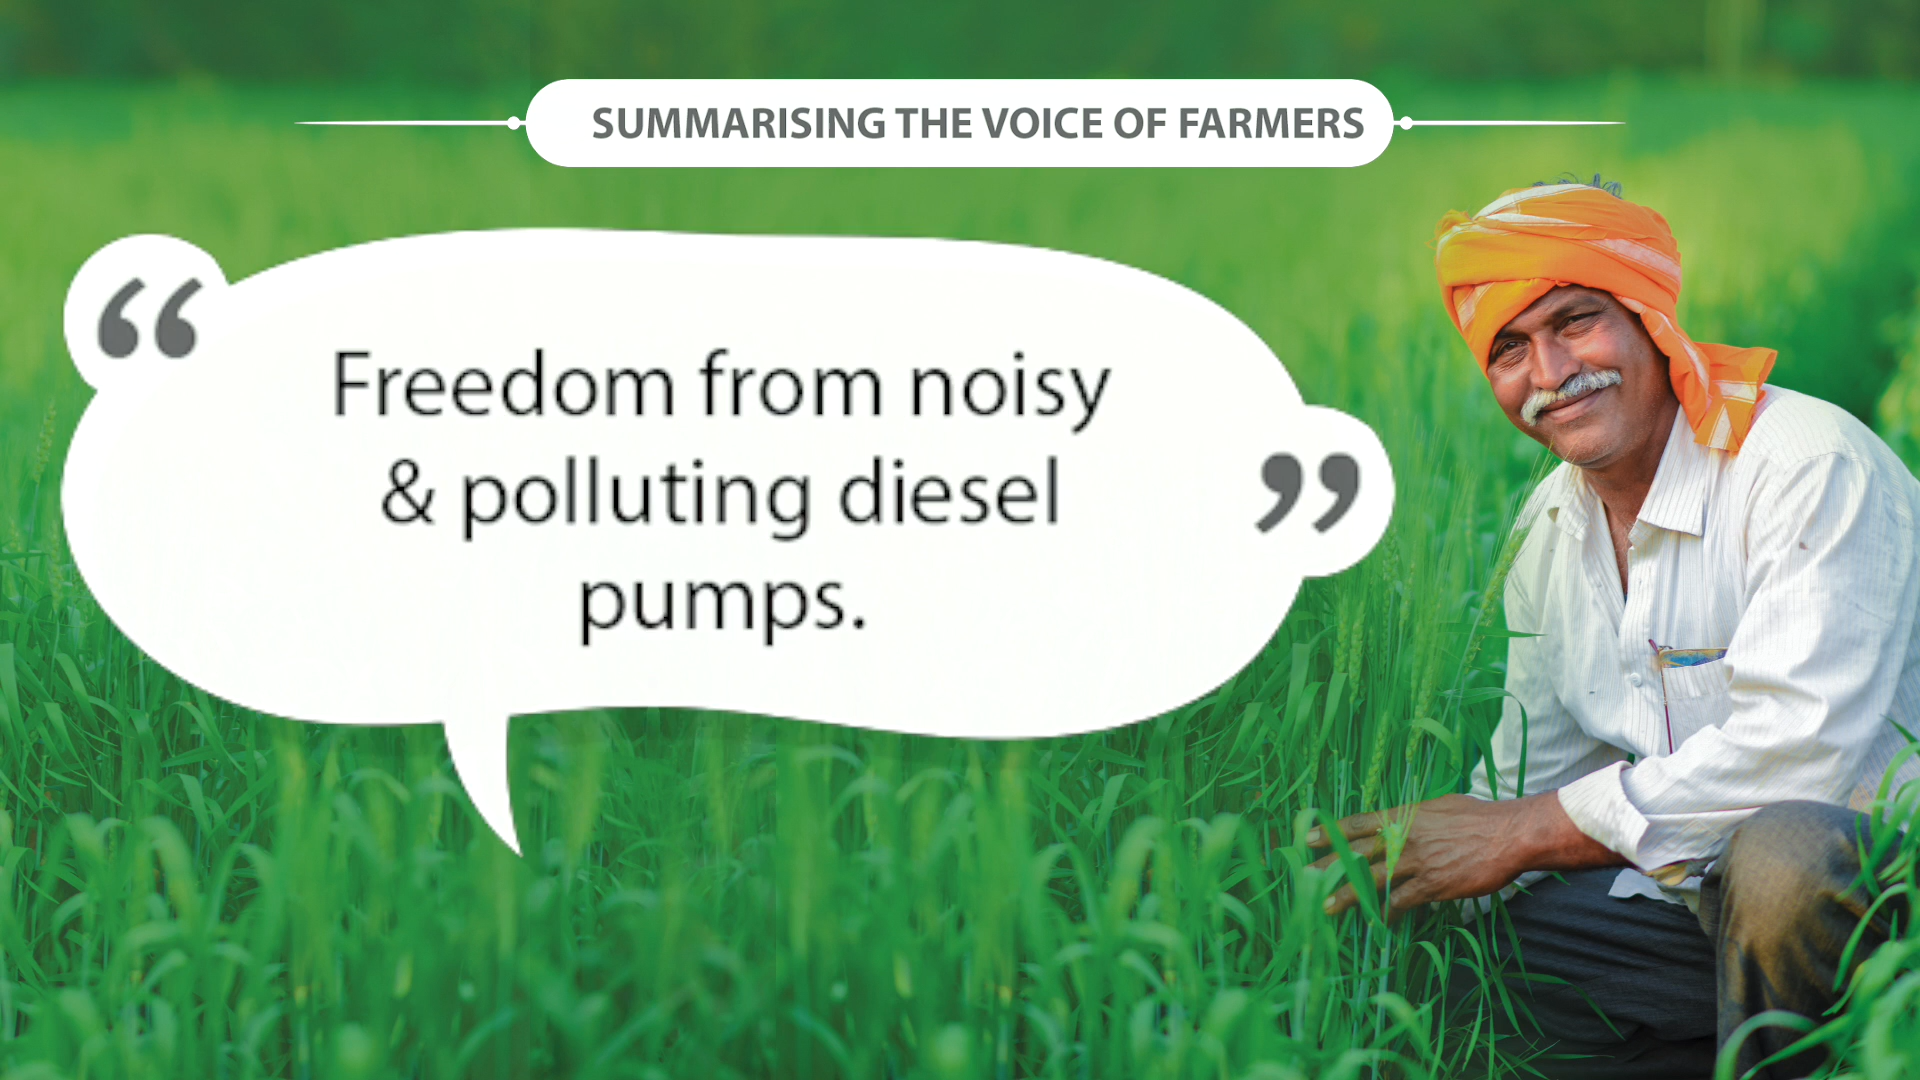 SUMMARISING THE VOICE OF FARMERS
“
Freedom from noisy
& polluting diesel
pumps.
”